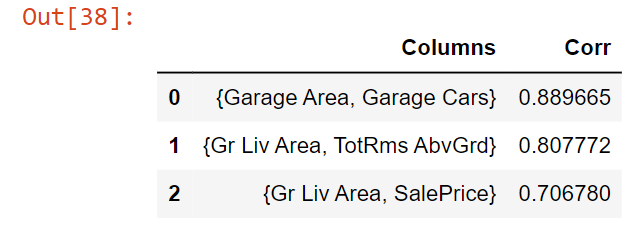 Out[38]:
Columns Corr
0 {Garage Area, Garage Cars} 0.889665
1 {Gr Liv Area, TotRms AbvGrd} 0.807772
2 {Gr Liv Area, SalePrice} 0.706780